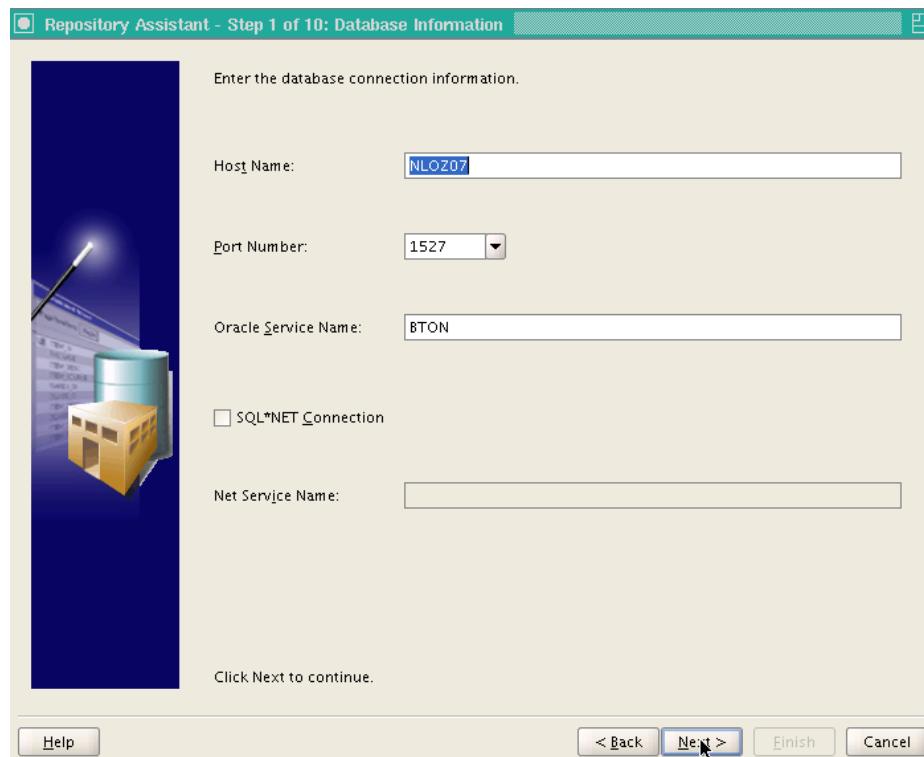 Repository Assistant - Step 1 of 10: Database Information
Enter the database connection information.
Host Name: NLOZ07
Port Number: 1527
Oracle Service Name: BTON
SQL*NET Connection
Net Service Name:
Click Next to continue.
Help < Back Next > Finish Cancel